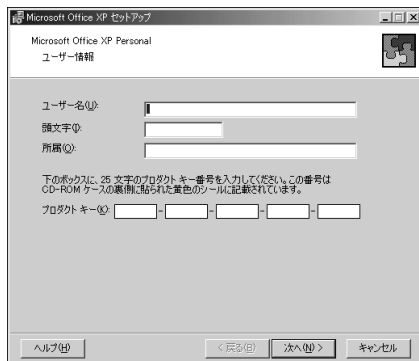 Microsoft Office XP セットアップ
Microsoft Office XP Personal
ユーザー情報
ユーザー名(U):
頭文字(I):
所属(O):
下のボックスに、25 文字のプロダクト キー番号を入力してください。この番号は
CD-ROM ケースの裏側に貼られた黄色のシールに記載されています。
プロダクト キー(K): - - - -
ヘルプ(H) < 戻る(B) 次へ(N) > キャンセル